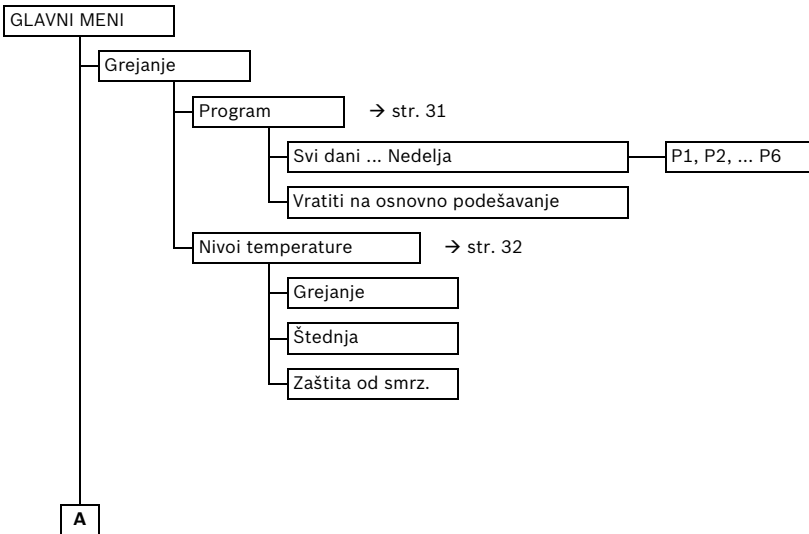 GLAVNI MENI
Grejanje
Program → str. 31
Svi dani ... Nedelja P1, P2, ... P6
Vratiti na osnovno podešavanje
Nivoi temperature → str. 32
Grejanje
Štednja
Zaštita od smrz.
A